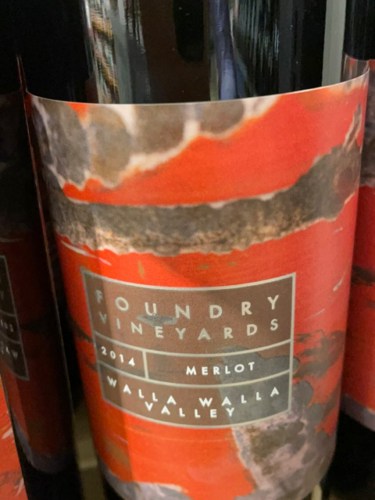 FOUNDRY
VINEYARDS
2014 MERLOT
WALLA WALLA
VALLEY